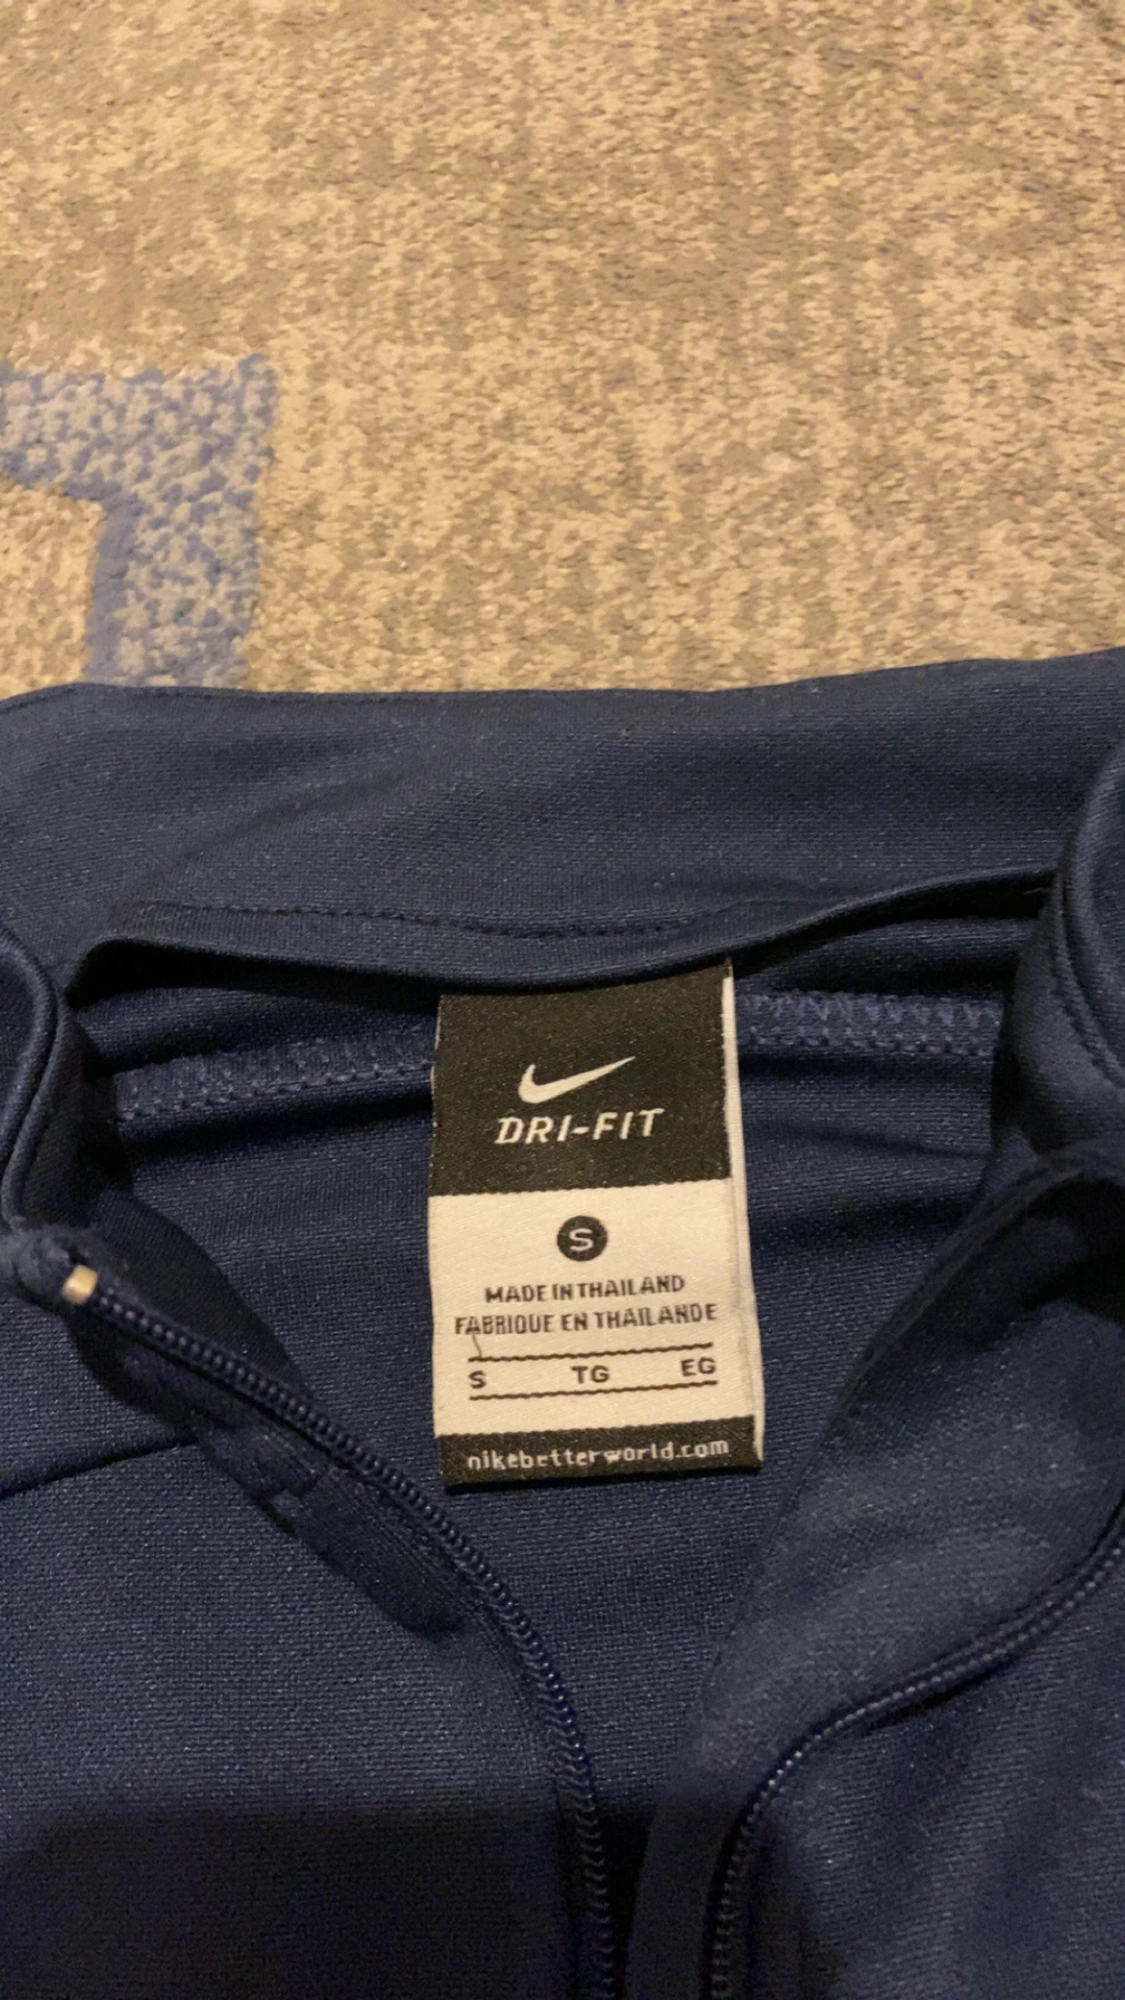 DRI-FIT
S
MADE IN THAILAND
FABRIQUE EN THAILANDE
S TG EG
nikebetterworld.com